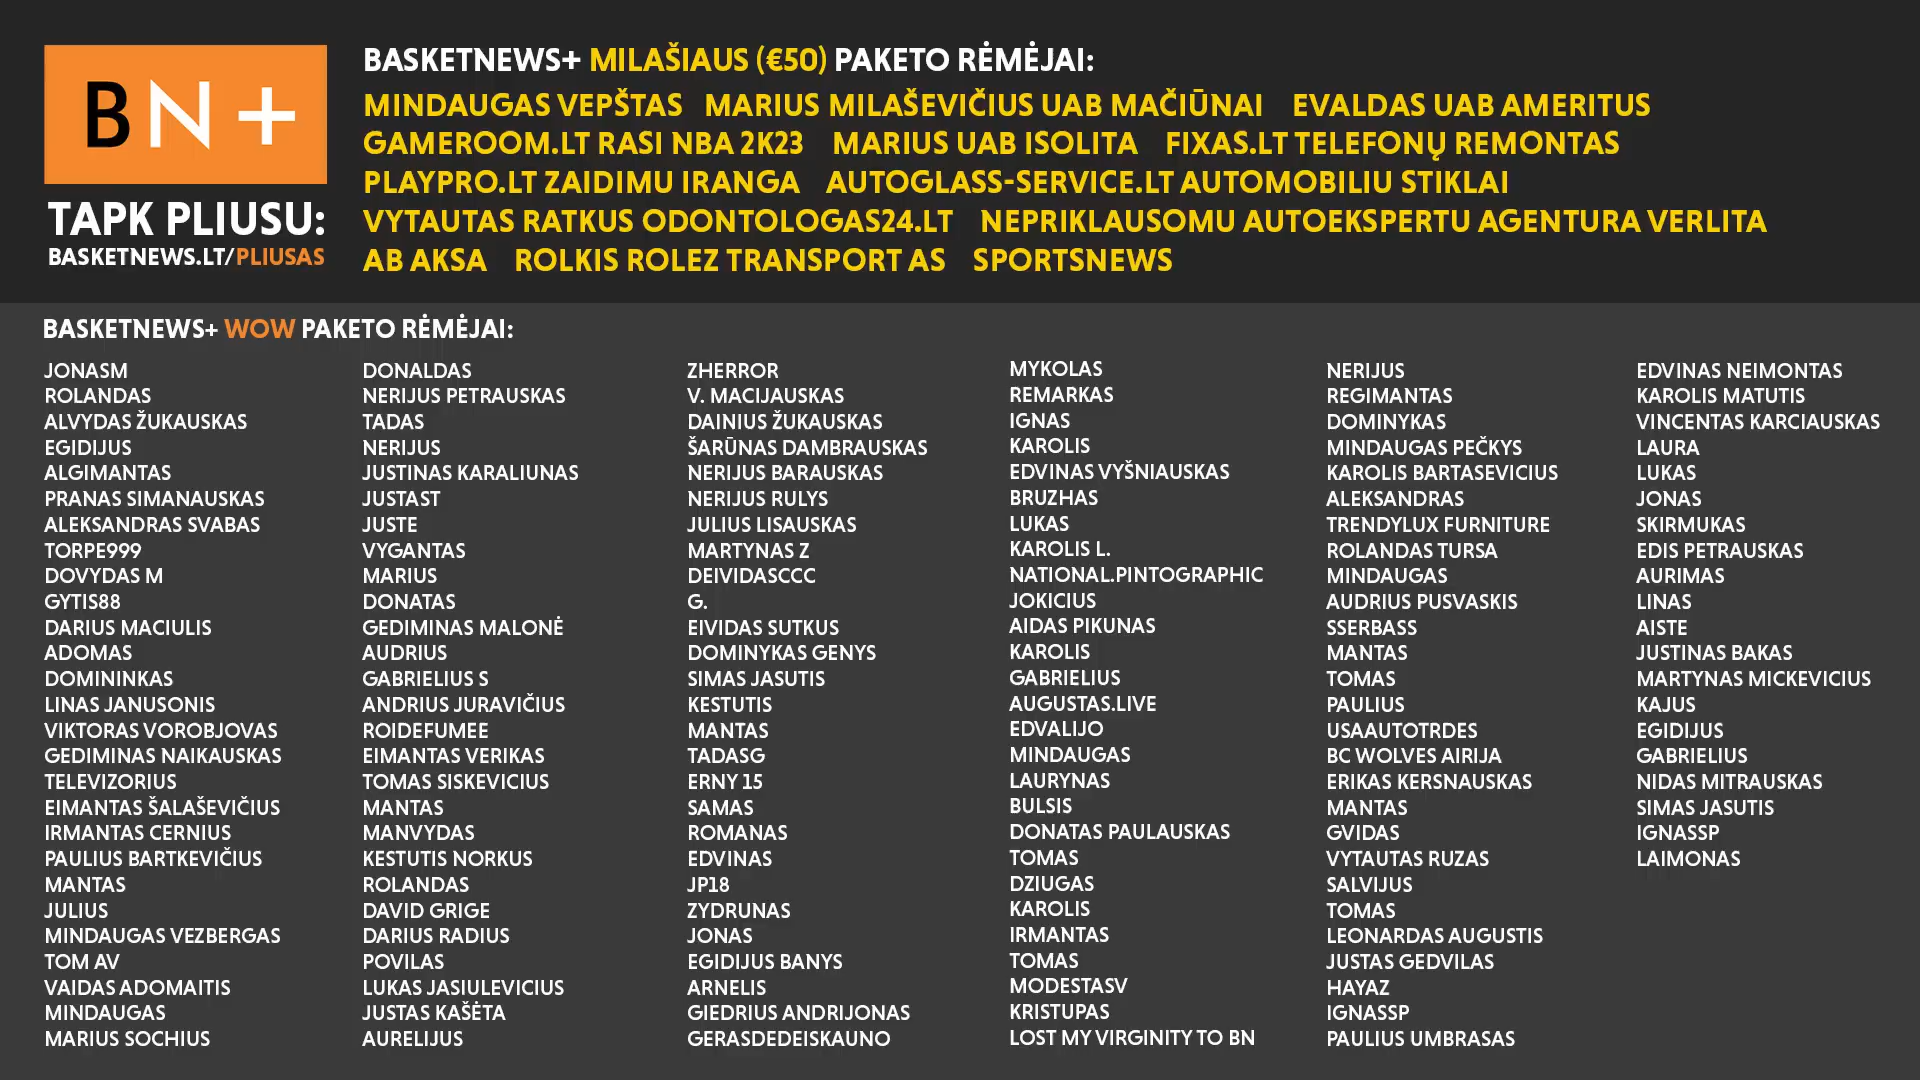 BN+
TAPK PLIUSU:
BASKETNEWS.LT/PLIUSAS
BASKETNEWS+ MILAŠIAUS (€50) PAKETO RĖMĖJAI:
MINDAUGAS VEPŠTAS MARIUS MILAŠEVIČIUS UAB MAČIŪNAI EVALDAS UAB AMERITUS
GAMEROOM.LT RASI NBA 2K23 MARIUS UAB ISOLITA FIXAS.LT TELEFONŲ REMONTAS
PLAYPRO.LT ZAIDIMU IRANGA AUTOGLASS-SERVICE.LT AUTOMOBILIU STIKLAI
VYTAUTAS RATKUS ODONTOLOGAS24.LT NEPRIKLAUSOMU AUTOEKSPERTU AGENTURA VERLITA
AB AKSA ROLKIS ROLEZ TRANSPORT AS SPORTSNEWS
BASKETNEWS+ WOW PAKETO RĖMĖJAI:
JONASM
ROLANDAS
ALVYDAS ŽUKAUSKAS
EGIDIJUS
ALGIMANTAS
PRANAS SIMANAUSKAS
ALEKSANDRAS SVABAS
TORPE999
DOVYDAS M
GYTIS88
DARIUS MACIULIS
ADOMAS
DOMININKAS
LINAS JANUSONIS
VIKTORAS VOROBJOVAS
GEDIMINAS NAIKAUSKAS
TELEVIZORIUS
EIMANTAS ŠALAŠEVIČIUS
IRMANTAS CERNIUS
PAULIUS BARTKEVIČIUS
MANTAS
JULIUS
MINDAUGAS VEZBERGAS
TOM AV
VAIDAS ADOMAITIS
MINDAUGAS
MARIUS SOCHIUS
DONALDAS
NERIJUS PETRAUSKAS
TADAS
NERIJUS
JUSTINAS KARALIUNAS
JUSTAST
JUSTE
VYGANTAS
MARIUS
DONATAS
GEDIMINAS MALONĖ
AUDRIUS
GABRIELIUS S
ANDRIUS JURAVIČIUS
ROIDEFUMEE
EIMANTAS VERIKAS
TOMAS SISKEVICIUS
MANTAS
MANVYDAS
KESTUTIS NORKUS
ROLANDAS
DAVID GRIGE
DARIUS RADIUS
POVILAS
LUKAS JASIULEVICIUS
JUSTAS KAŠĖTA
AURELIJUS
ZHERROR
V. MACIJAUSKAS
DAINIUS ŽUKAUSKAS
ŠARŪNAS DAMBRAUSKAS
NERIJUS BARAUSKAS
NERIJUS RULYS
JULIUS LISAUSKAS
MARTYNAS Z
DEIVIDASCCC
G.
EIVIDAS SUTKUS
DOMINYKAS GENYS
SIMAS JASUTIS
KESTUTIS
MANTAS
TADASG
ERNY 15
SAMAS
ROMANAS
EDVINAS
JP18
ZYDRUNAS
JONAS
EGIDIJUS BANYS
ARNELIS
GIEDRIUS ANDRIJONAS
GERASDEDEISKAUNO
MYKOLAS
REMARKAS
IGNAS
KAROLIS
EDVINAS VYŠNIAUSKAS
BRUZHAS
LUKAS
KAROLIS L.
NATIONAL.PINTOGRAPHIC
JOKICIUS
AIDAS PIKUNAS
KAROLIS
GABRIELIUS
AUGUSTAS.LIVE
EDVALIJO
MINDAUGAS
LAURYNAS
BULSIS
DONATAS PAULAUSKAS
TOMAS
DZIUGAS
KAROLIS
IRMANTAS
TOMAS
MODESTASV
KRISTUPAS
LOST MY VIRGINITY TO BN
NERIJUS
REGIMANTAS
DOMINYKAS
MINDAUGAS PEČKYS
KAROLIS BARTASEVICIUS
ALEKSANDRAS
TRENDYLUX FURNITURE
ROLANDAS TURSA
MINDAUGAS
AUDRIUS PUSVASKIS
SSERBASS
MANTAS
TOMAS
PAULIUS
USAAUTOTRDES
BC WOLVES AIRIJA
ERIKAS KERSNAUSKAS
MANTAS
GVIDAS
VYTAUTAS RUZAS
SALVIJUS
TOMAS
LEONARDAS AUGUSTIS
JUSTAS GEDVILAS
HAYAZ
IGNASSP
PAULIUS UMBRASAS
EDVINAS NEIMONTAS
KAROLIS MATUTIS
VINCENTAS KARCIAUSKAS
LAURA
LUKAS
JONAS
SKIRMUKAS
EDIS PETRAUSKAS
AURIMAS
LINAS
AISTE
JUSTINAS BAKAS
MARTYNAS MICKEVICIUS
KAJUS
EGIDIJUS
GABRIELIUS
NIDAS MITRAUSKAS
SIMAS JASUTIS
IGNASSP
LAIMONAS